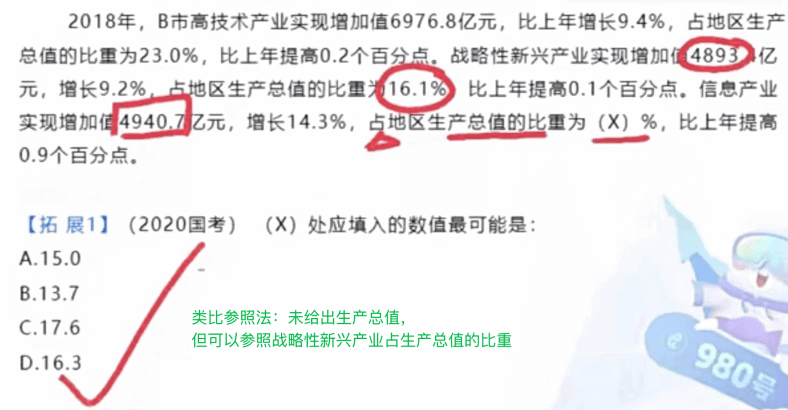 2018年，B市高技术产业实现增加值6976.8亿元，比上年增长9.4%，占地区生产
总值的比重为23.0%，比上年提高0.2个百分点。战略性新兴产业实现增加值4893.4亿
元，增长9.2%，占地区生产总值的比重为16.1%，比上年提高0.1个百分点。信息产业
实现增加值4940.7亿元，增长14.3%，占地区生产总值的比重为（X）%，比上年提高
0.9个百分点。
【拓 展1】（2020国考）（X）处应填入的数值最可能是：
A.15.0
B.13.7
C.17.6
D.16.3
类比参照法：未给出生产总值，
但可以参照战略性新兴产业占生产总值的比重
980号